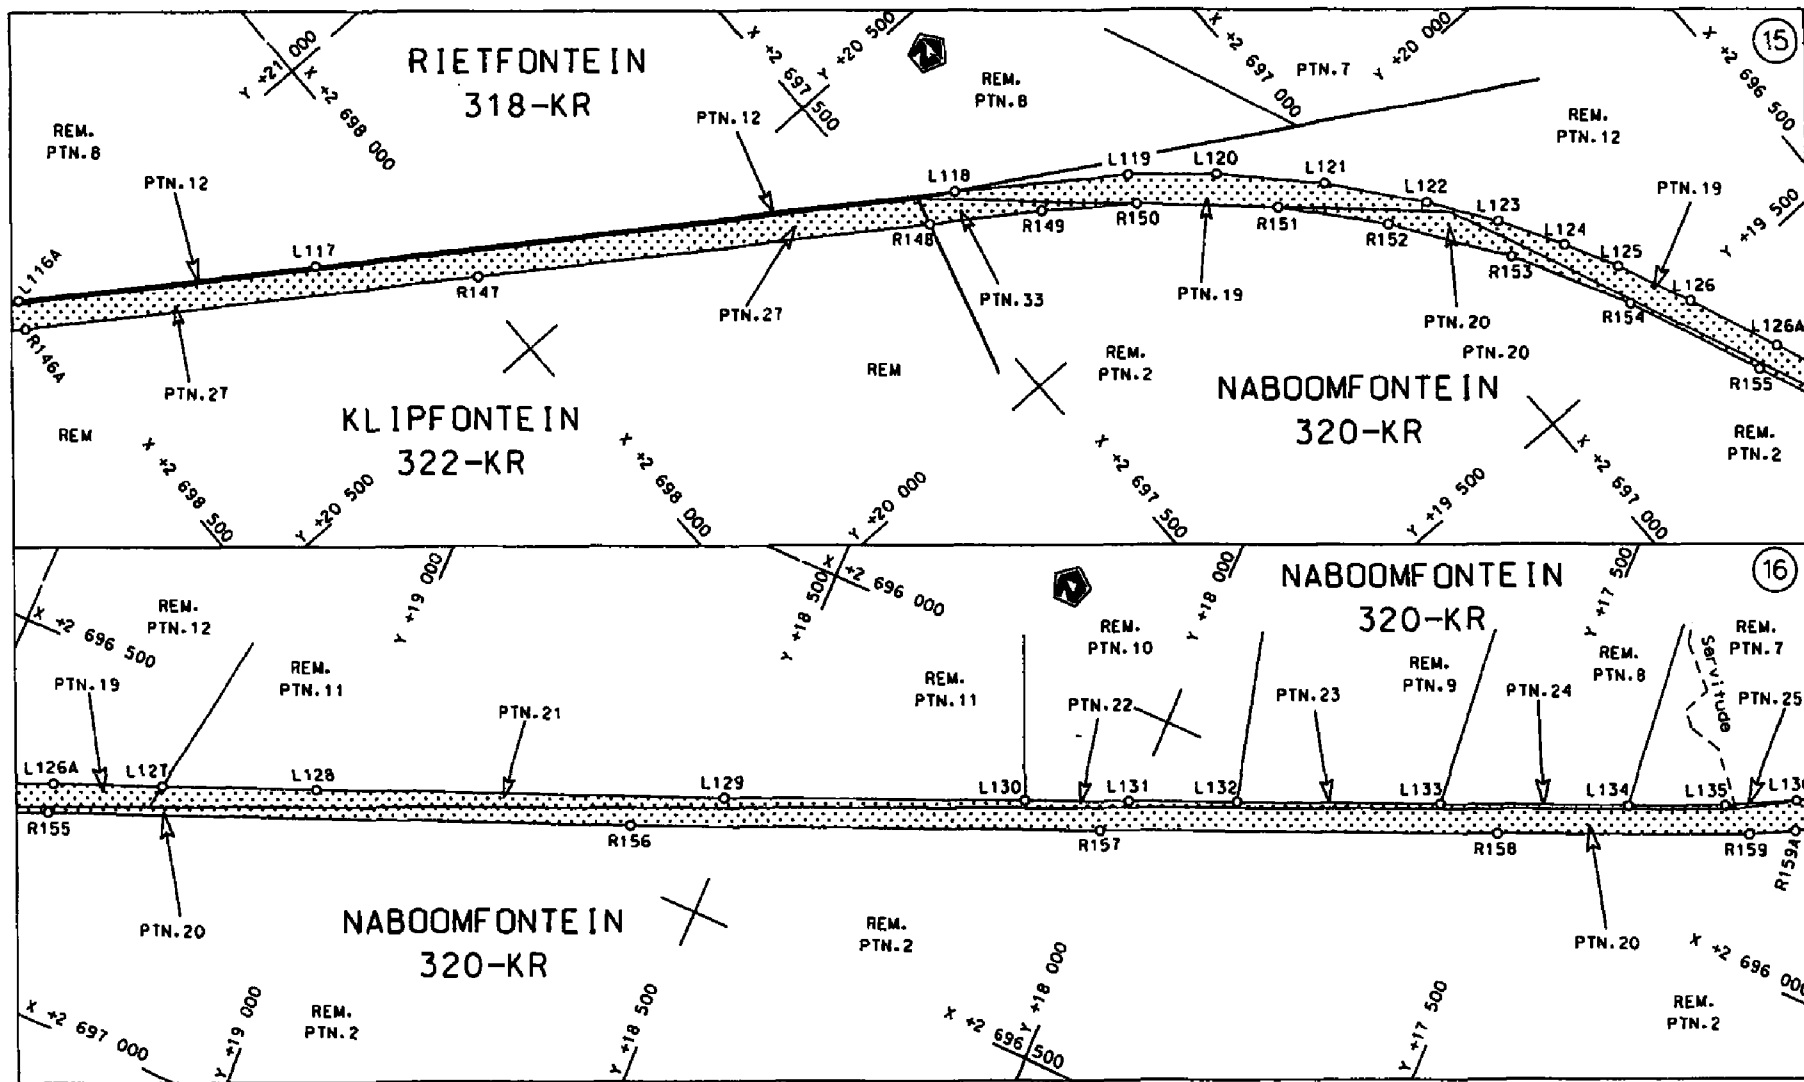 Y +21 000
X +2 698 000
RIETFONTEIN
318-KR
X +2 697 500
Y +20 500
N
REM.
PTN.8
X +2 697 000
PTN.7
Y +20 000
X +2 696 500
15
REM.
PTN.8
PTN.12
PTN.12
REM.
PTN.12
PTN.19
Y +19 500
L116A
L117
L118
L119
L120
L121
L122
L123
L124
L125
L126
L126A
R146A
R147
R148
R149
R150
R151
R152
R153
R154
R155
PTN.27
PTN.27
PTN.33
PTN.19
PTN.20
PTN.20
REM
KLIPFONTEIN
322-KR
REM
REM.
PTN.2
NABOOMFONTEIN
320-KR
REM.
PTN.2
X +2 698 500
Y +20 500
X +2 698 000
Y +20 000
X +2 697 500
Y +19 500
X +2 697 000
X +2 696 500
REM.
PTN.12
Y +19 000
Y +18 500
X +2 696 000
N
Y +18 000
NABOOMFONTEIN
320-KR
Y +17 500
16
REM.
PTN.11
REM.
PTN.11
REM.
PTN.10
REM.
PTN.9
REM.
PTN.8
servitude
REM.
PTN.7
PTN.19
PTN.21
PTN.22
PTN.23
PTN.24
PTN.25
L126A
L127
L128
L129
L130
L131
L132
L133
L134
L135
R155
R156
R157
R158
R159
R159A
PTN.20
NABOOMFONTEIN
320-KR
REM.
PTN.2
PTN.20
X +2 696 000
X +2 697 000
Y +19 000
REM.
PTN.2
Y +18 500
X +2 696 500
Y +18 000
Y +17 500
REM.
PTN.2